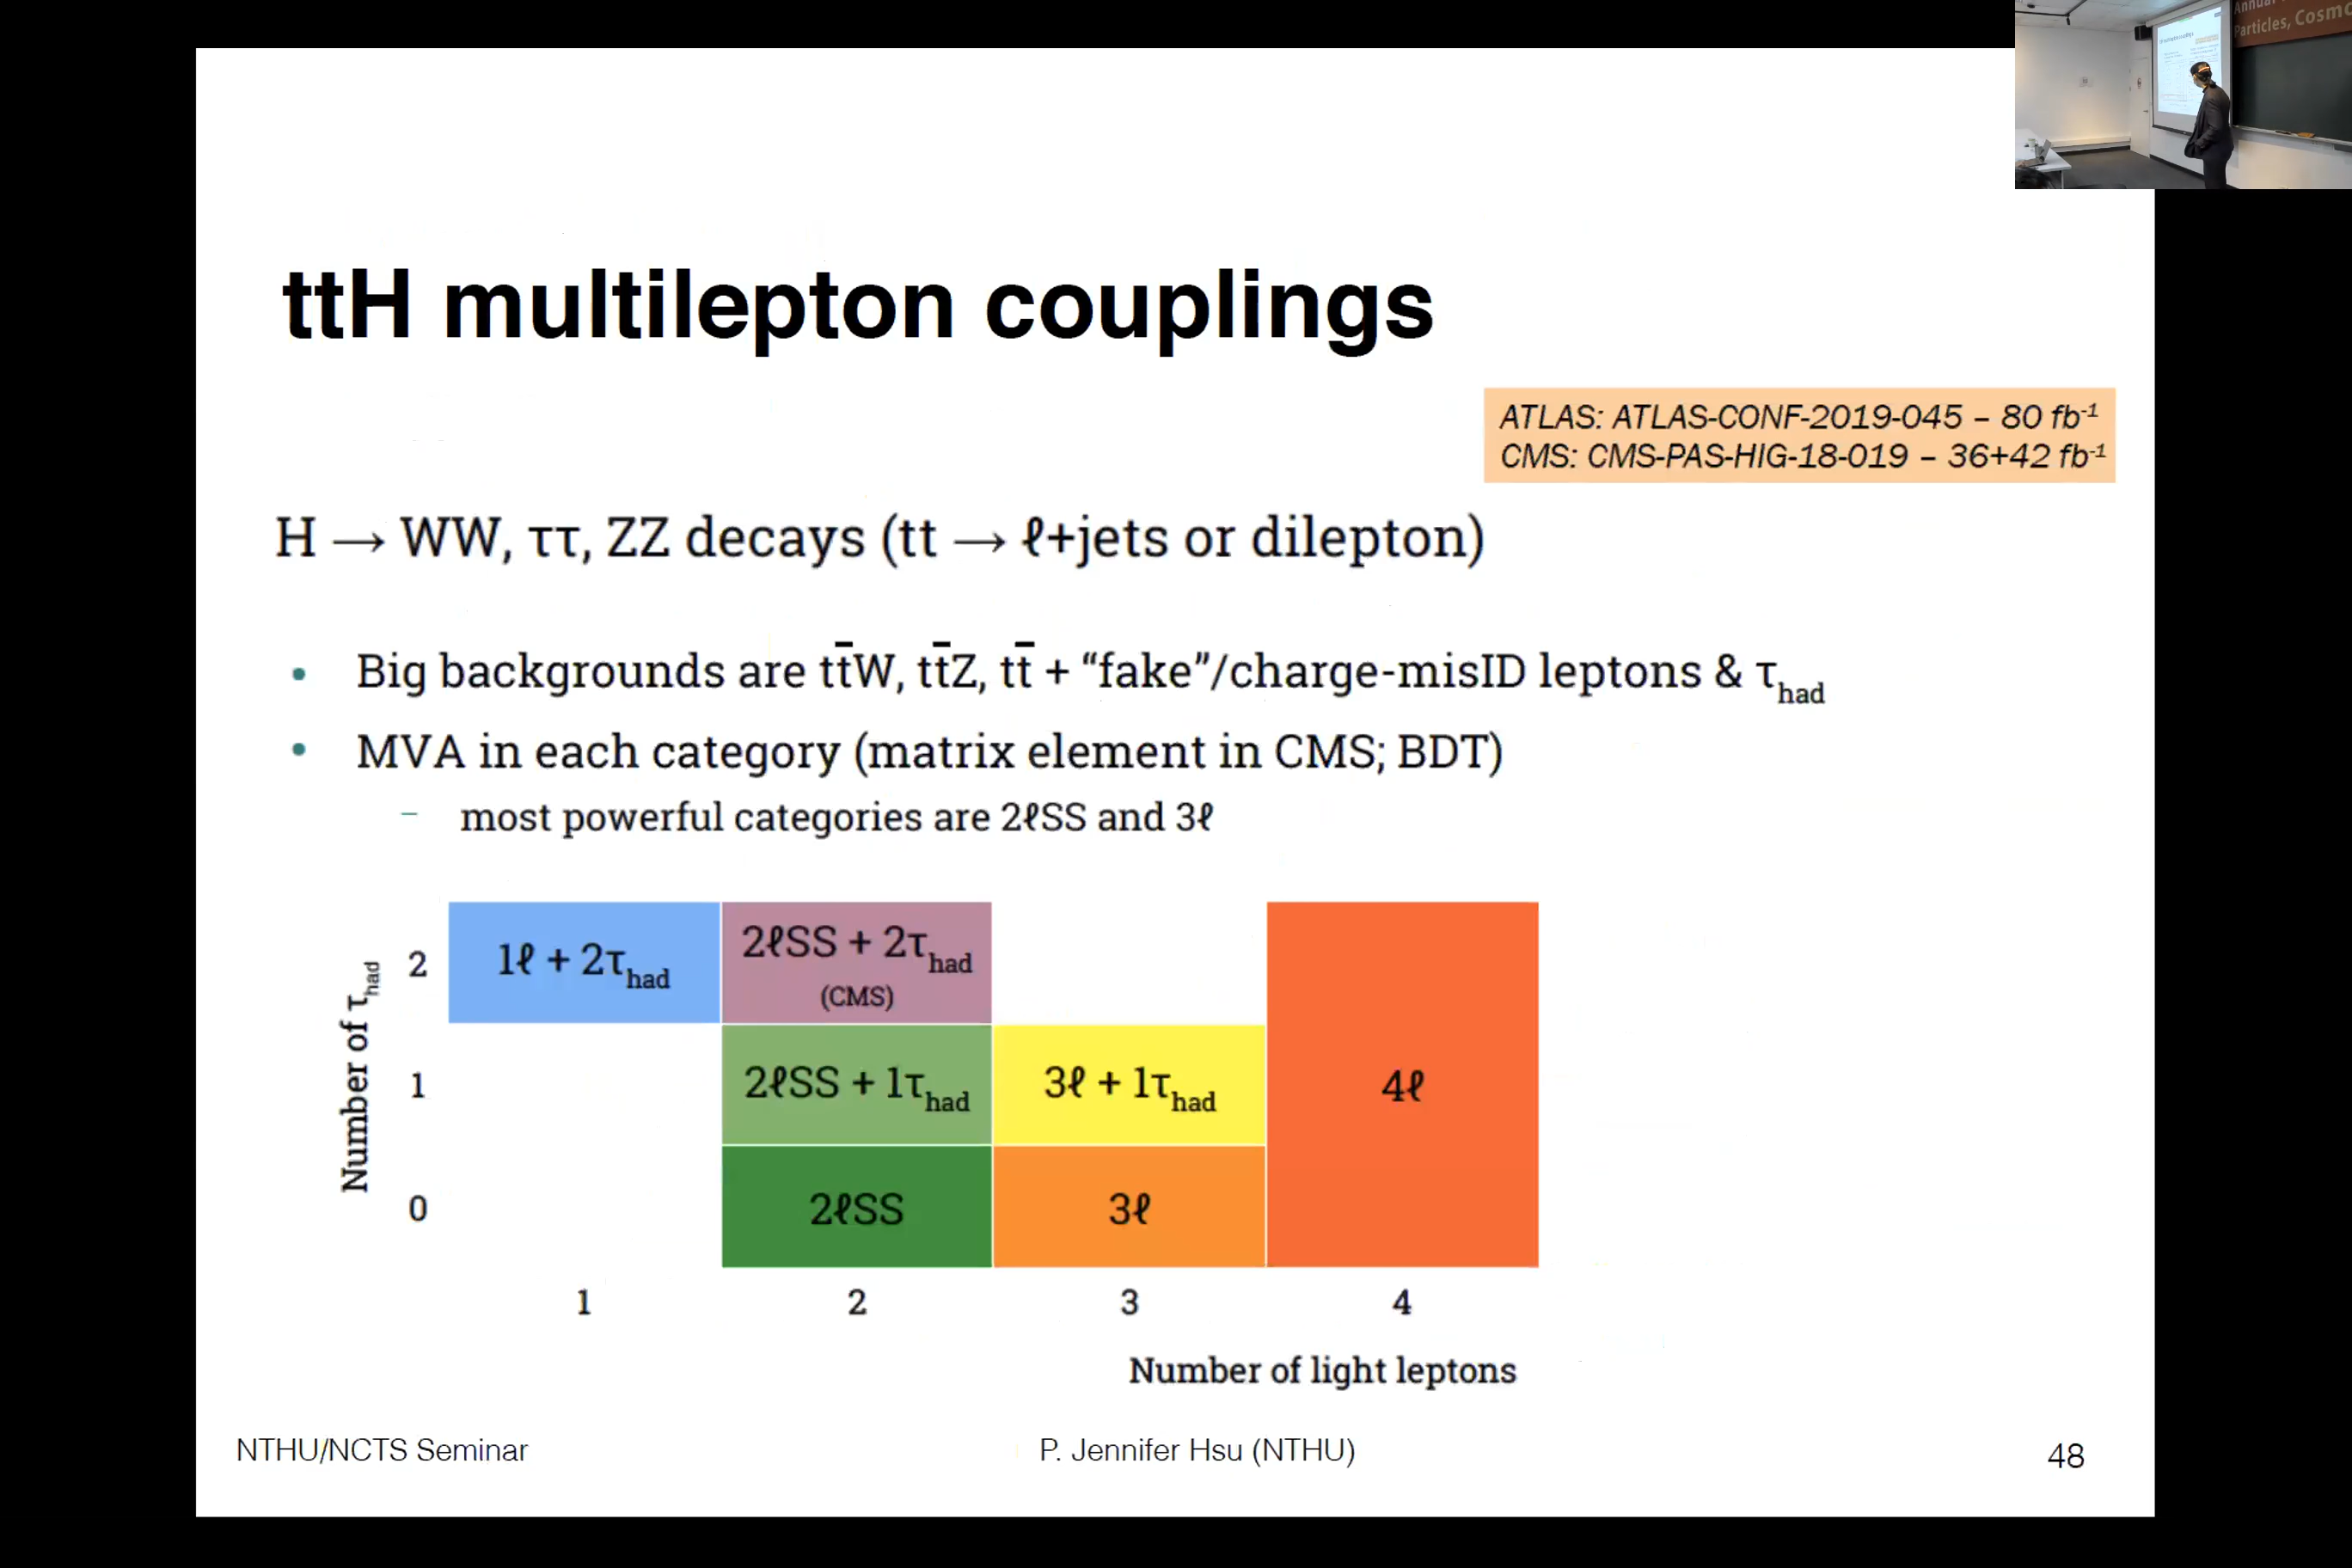 Annual
Particles, Cosmo
ttH multilepton couplings
ATLAS: ATLAS-CONF-2019-045 – 80 fb⁻¹
CMS: CMS-PAS-HIG-18-019 – 36+42 fb⁻¹
H → WW, ττ, ZZ decays (tt → ℓ+jets or dilepton)
• Big backgrounds are tt̄W, tt̄Z, tt̄ + “fake”/charge-misID leptons & τhad
• MVA in each category (matrix element in CMS; BDT)
– most powerful categories are 2ℓSS and 3ℓ
Number of τhad
2
1ℓ + 2τhad
2ℓSS + 2τhad
(CMS)
1
2ℓSS + 1τhad
3ℓ + 1τhad
4ℓ
0
2ℓSS
3ℓ
1 2 3 4
Number of light leptons
NTHU/NCTS Seminar
P. Jennifer Hsu (NTHU)
48